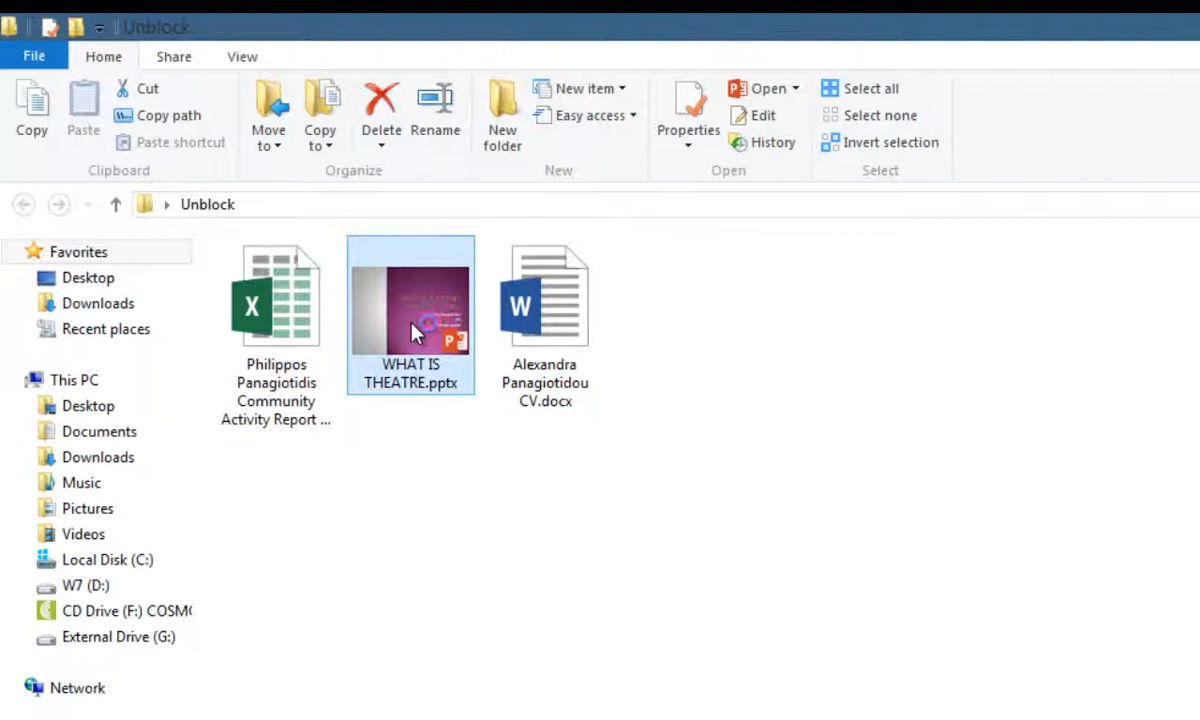 Unblock
File Home Share View
Copy
Paste
Cut
Copy path
Paste shortcut
Clipboard
Move to
Copy to
Delete
Rename
Organize
New folder
New item
Easy access
New
Properties
Open
Edit
History
Open
Select all
Select none
Invert selection
Select
Unblock
Favorites
Desktop
Downloads
Recent places
This PC
Desktop
Documents
Downloads
Music
Pictures
Videos
Local Disk (C:)
W7 (D:)
CD Drive (F:) COSM
External Drive (G:)
Network
X
Philippos
Panagiotidis
Community
Activity Report ...
P
WHAT IS
THEATRE.pptx
W
Alexandra
Panagiotidou
CV.docx